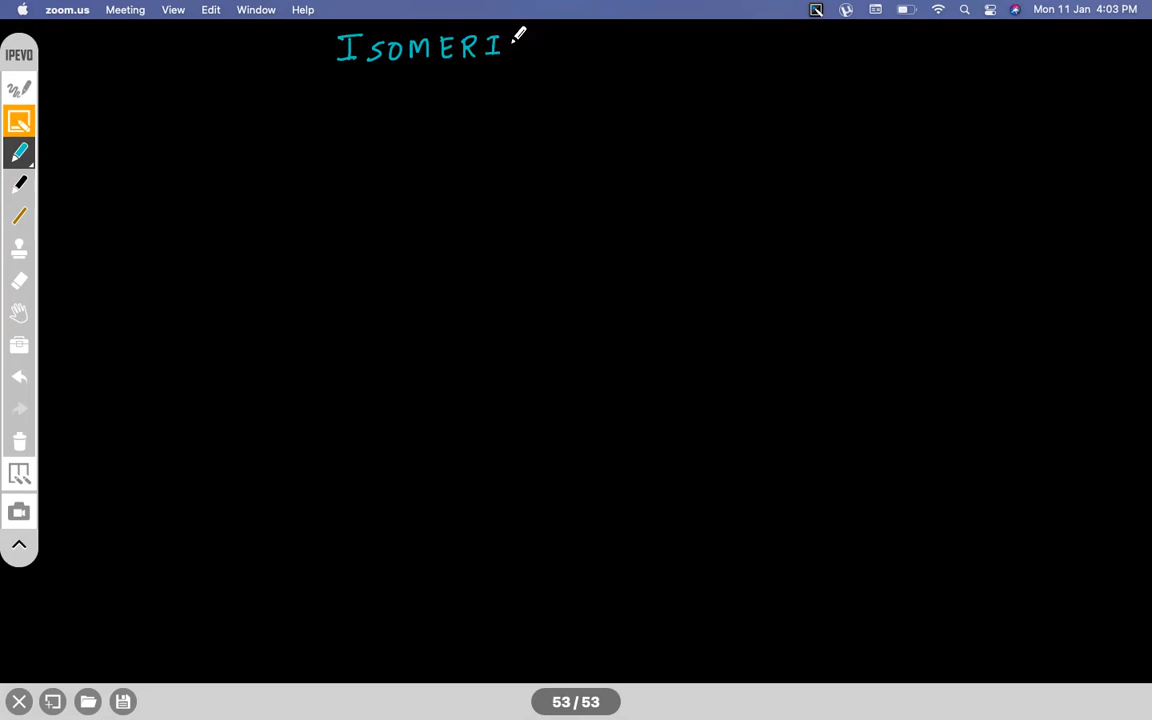 zoom.us Meeting View Edit Window Help Mon 11 Jan 4:03 PM
ISOMERI
IPEVO
53 / 53